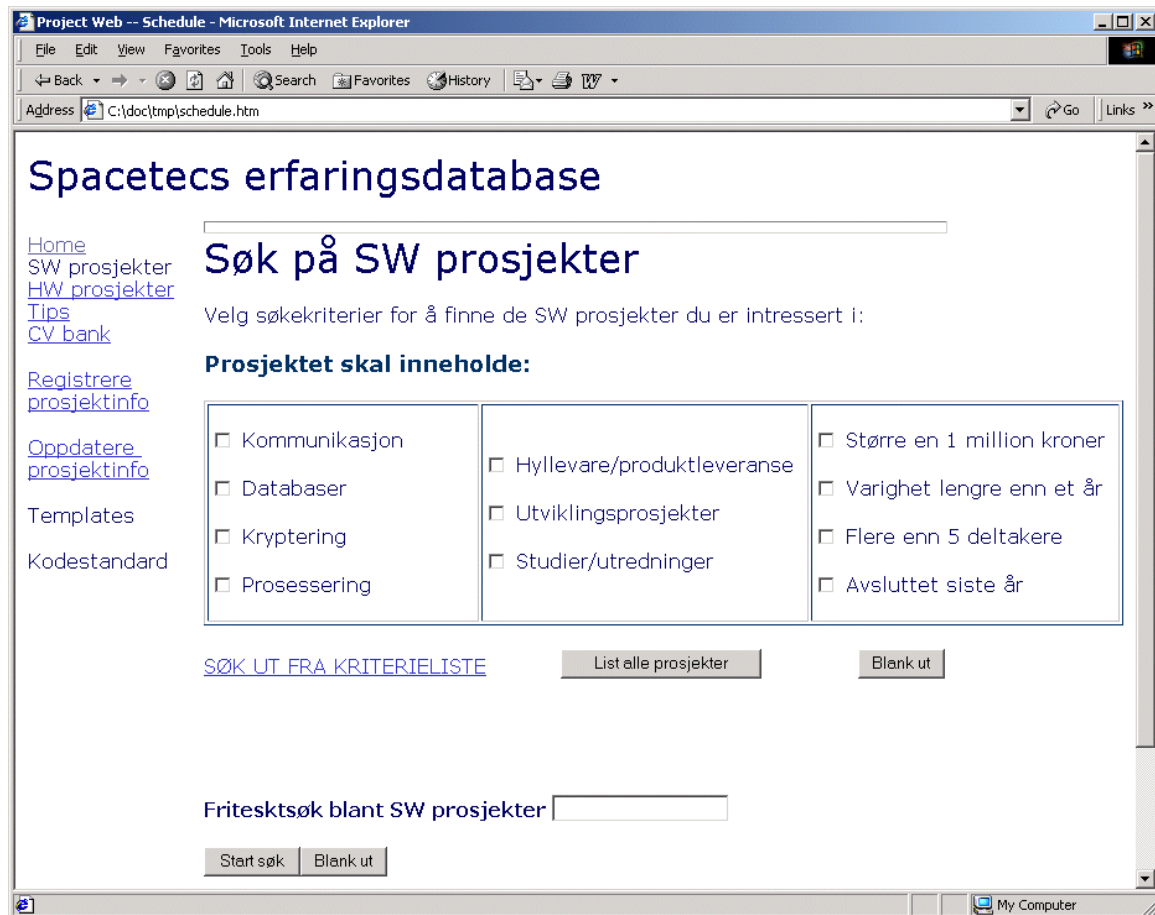 Project Web -- Schedule - Microsoft Internet Explorer
File Edit View Favorites Tools Help
Back Search Favorites History
Address C:\doc\tmp\schedule.htm Go Links »
Spacetecs erfaringsdatabase
Home
SW prosjekter
HW prosjekter
Tips
CV bank
Registrere
prosjektinfo
Oppdatere
prosjektinfo
Templates
Kodestandard
Søk på SW prosjekter
Velg søkekriterier for å finne de SW prosjekter du er intressert i:
Prosjektet skal inneholde:
Kommunikasjon
Databaser
Kryptering
Prosessering
Hyllevare/produktleveranse
Utviklingsprosjekter
Studier/utredninger
Større en 1 million kroner
Varighet lengre enn et år
Flere enn 5 deltakere
Avsluttet siste år
SØK UT FRA KRITERIELISTE List alle prosjekter Blank ut
Fritesktsøk blant SW prosjekter
Start søk Blank ut
My Computer